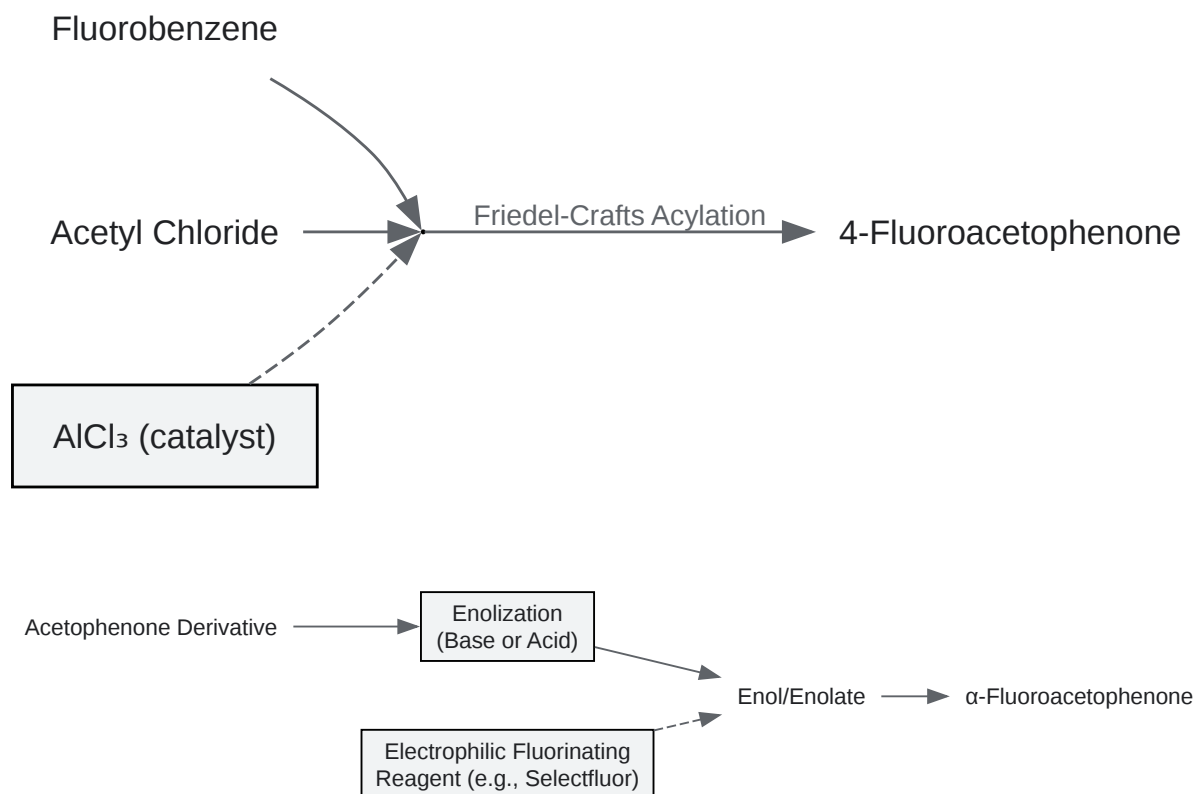 Fluorobenzene
Friedel-Crafts Acylation
Acetyl Chloride
4-Fluoroacetophenone
AlCl₃ (catalyst)
Enolization
(Base or Acid)
Acetophenone Derivative
Enol/Enolate
α-Fluoroacetophenone
Electrophilic Fluorinating
Reagent (e.g., Selectfluor)